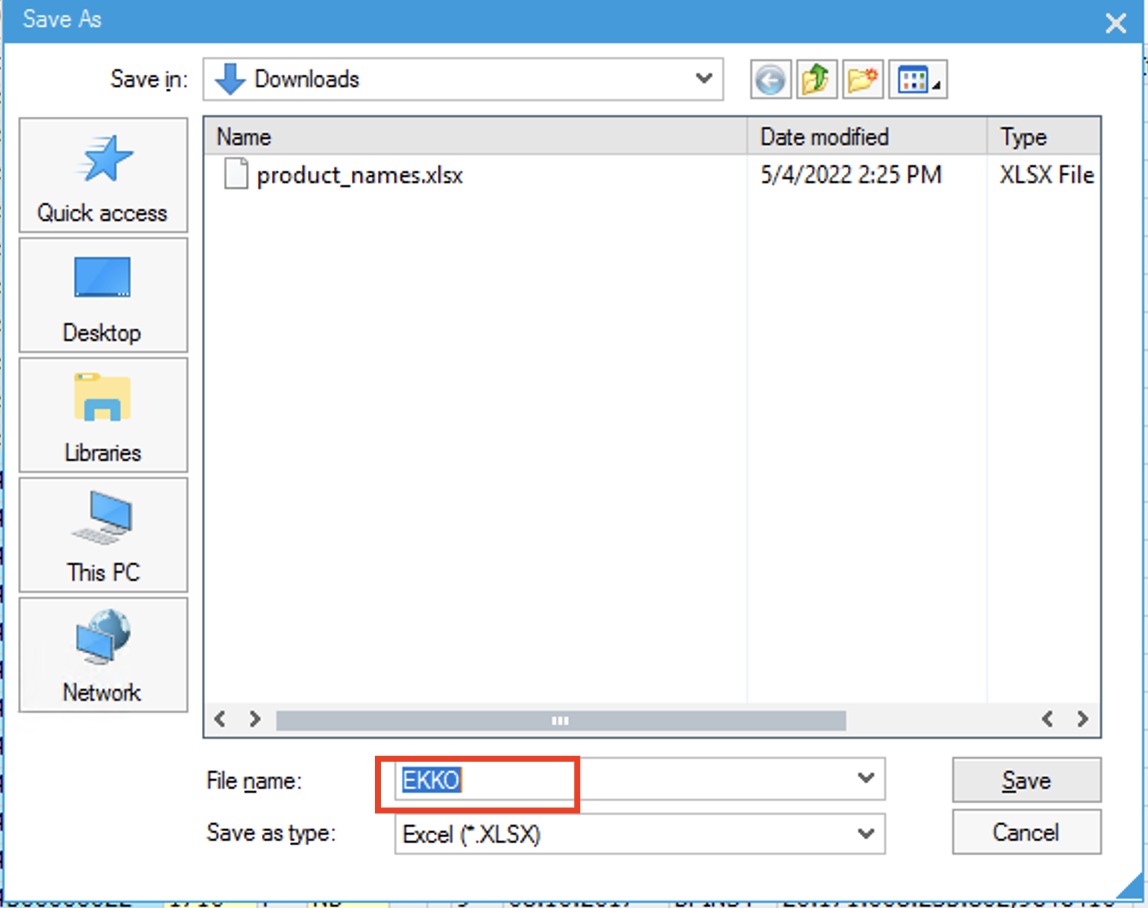 Save As
Save in: Downloads
Name Date modified Type
product_names.xlsx 5/4/2022 2:25 PM XLSX File
Quick access
Desktop
Libraries
This PC
Network
File name: EKKO Save
Save as type: Excel (*.XLSX) Cancel